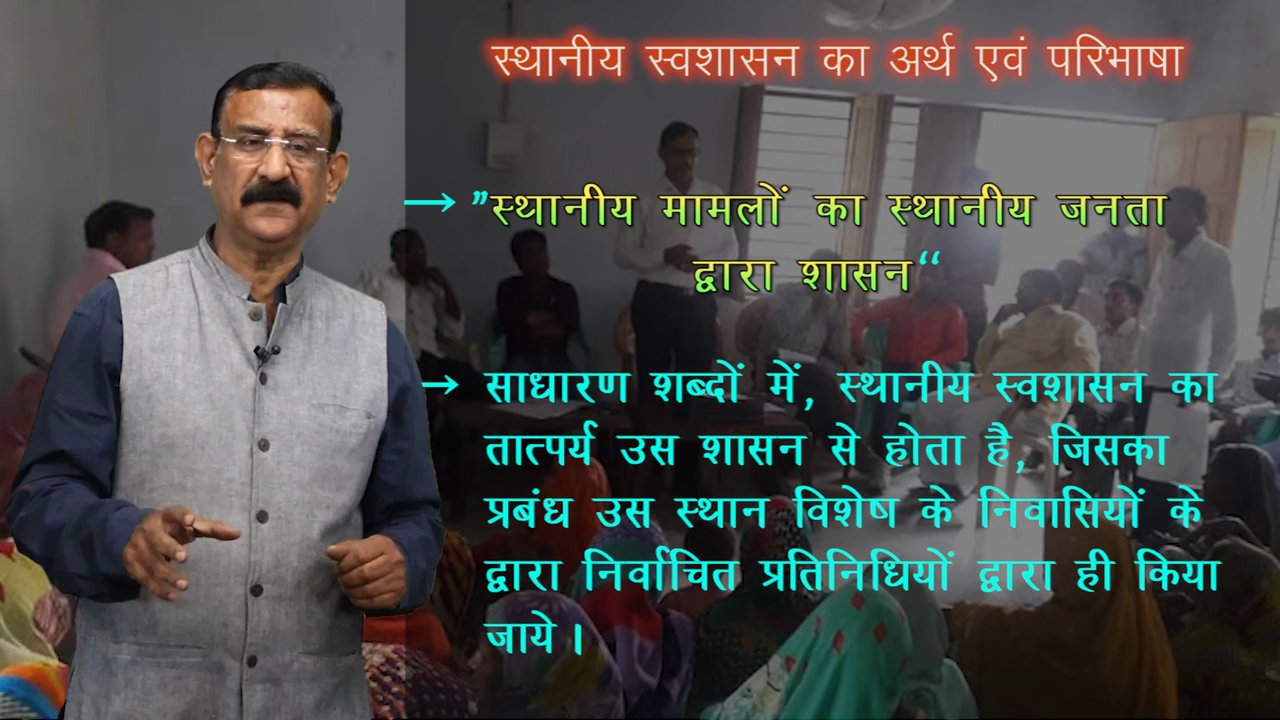 स्थानीय स्वशासन का अर्थ एवं परिभाषा
→ "स्थानीय मामलों का स्थानीय जनता
द्वारा शासन“
→ साधारण शब्दों में, स्थानीय स्वशासन का
तात्पर्य उस शासन से होता है, जिसका
प्रबंध उस स्थान विशेष के निवासियों के
द्वारा निर्वाचित प्रतिनिधियों द्वारा ही किया
जाये।